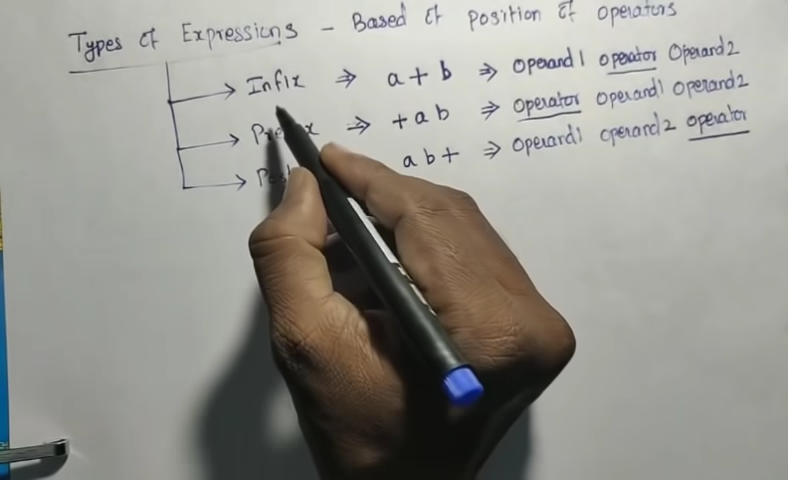 Types of Expressions - Based of position of operators
Infix ⇒ a + b ⇒ Operand1 operator Operand2
⇒ + a b ⇒ Operator operand1 operand2
a b + ⇒ Operand1 operand2 operator